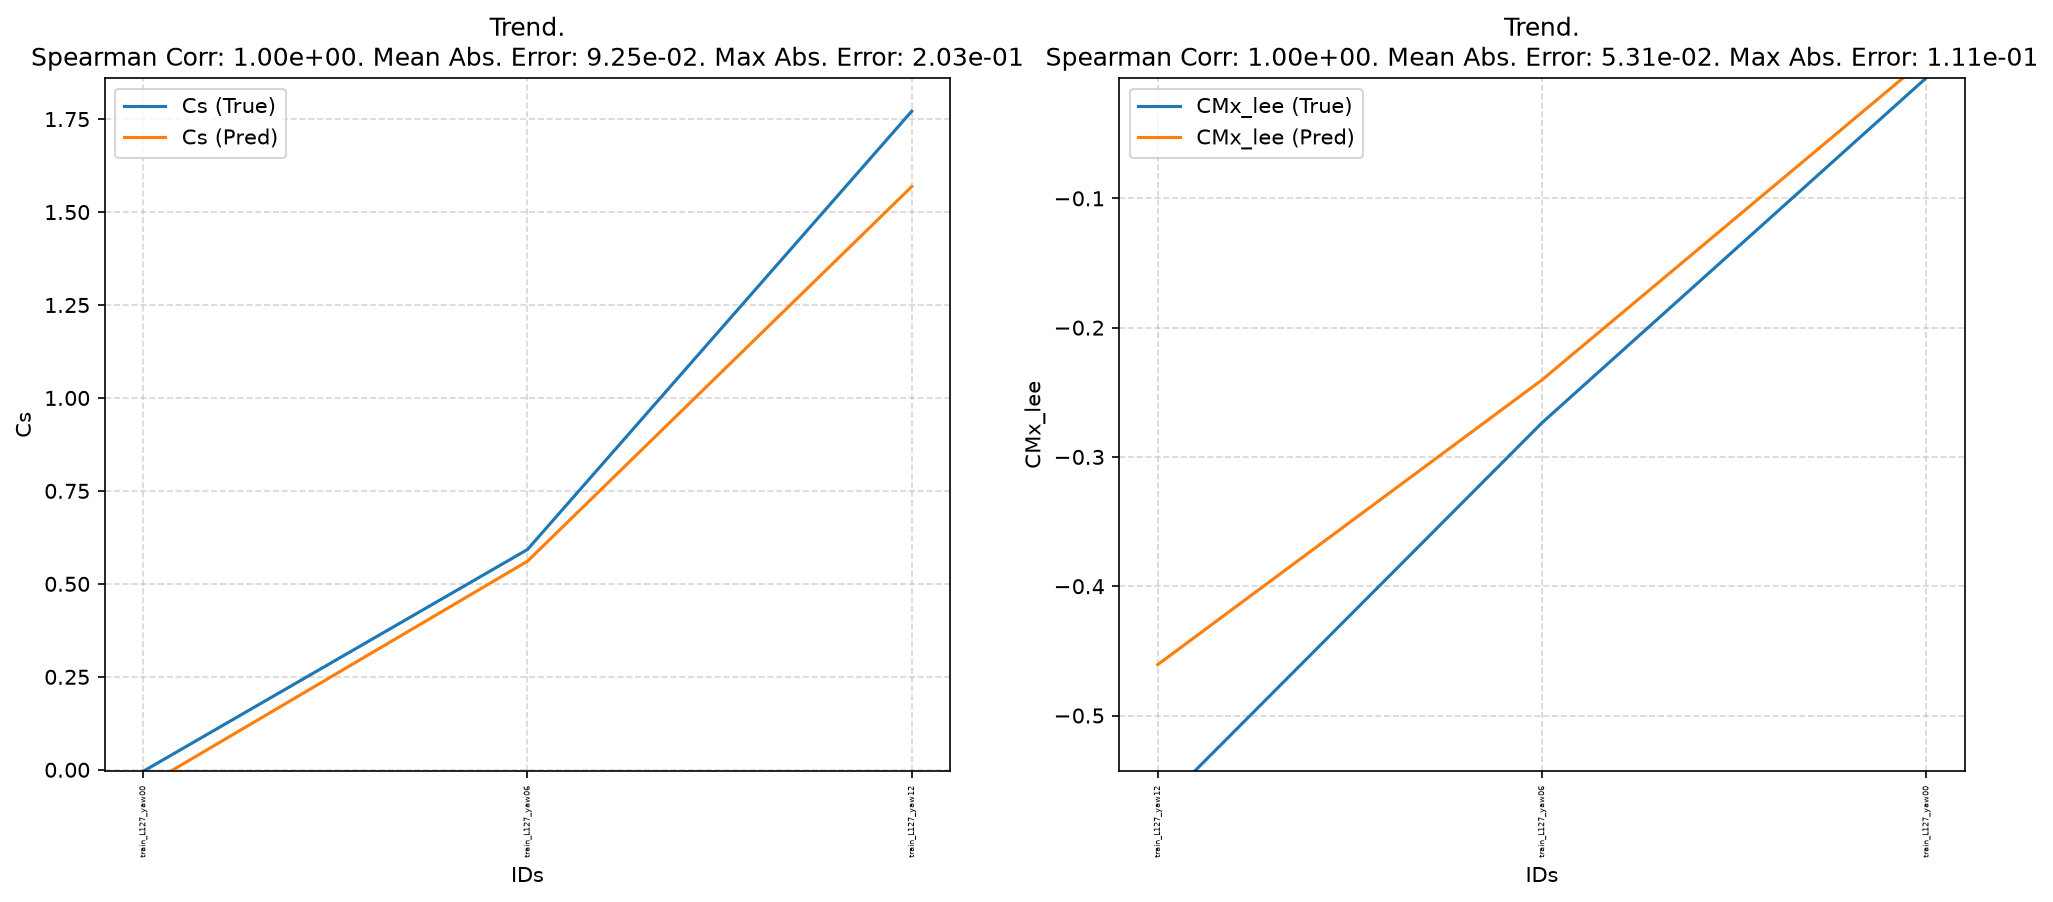 Trend.
Spearman Corr: 1.00e+00. Mean Abs. Error: 9.25e-02. Max Abs. Error: 2.03e-01
Cs (True)
Cs (Pred)
1.75
1.50
1.25
1.00
0.75
0.50
0.25
0.00
Cs
train_L127_yaw00
train_L127_yaw06
train_L127_yaw12
IDs
Trend.
Spearman Corr: 1.00e+00. Mean Abs. Error: 5.31e-02. Max Abs. Error: 1.11e-01
CMx_lee (True)
CMx_lee (Pred)
−0.1
−0.2
−0.3
−0.4
−0.5
CMx_lee
train_L127_yaw12
train_L127_yaw06
train_L127_yaw00
IDs